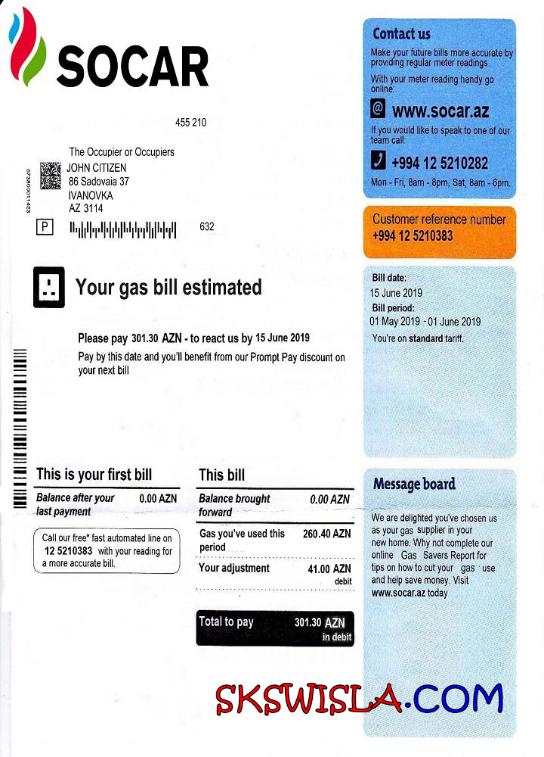 SOCAR
455 210
The Occupier or Occupiers
JOHN CITIZEN
86 Sadovaia 37
IVANOVKA
AZ 3114
P
632
Your gas bill estimated
Please pay 301.30 AZN - to react us by 15 June 2019
Pay by this date and you'll benefit from our Prompt Pay discount on
your next bill
This is your first bill
Balance after your 0.00 AZN
last payment
Call our free* fast automated line on
12 5210383 with your reading for
a more accurate bill.
This bill
Balance brought 0.00 AZN
forward
Gas you've used this 260.40 AZN
period
Your adjustment 41.00 AZN
debit
Total to pay 301.30 AZN
in debit
Contact us
Make your future bills more accurate by
providing regular meter readings
With your meter reading handy go
online:
@ www.socar.az
If you would like to speak to one of our
team call:
+994 12 5210282
Mon - Fri, 8am - 8pm, Sat, 8am - 6pm.
Customer reference number
+994 12 5210383
Bill date:
15 June 2019
Bill period:
01 May 2019 - 01 June 2019
You're on standard tariff.
Message board
We are delighted you've chosen us
as your gas supplier in your
new home. Why not complete our
online Gas Savers Report for
tips on how to cut your gas use
and help save money. Visit
www.socar.az today
SKSWISLA.COM